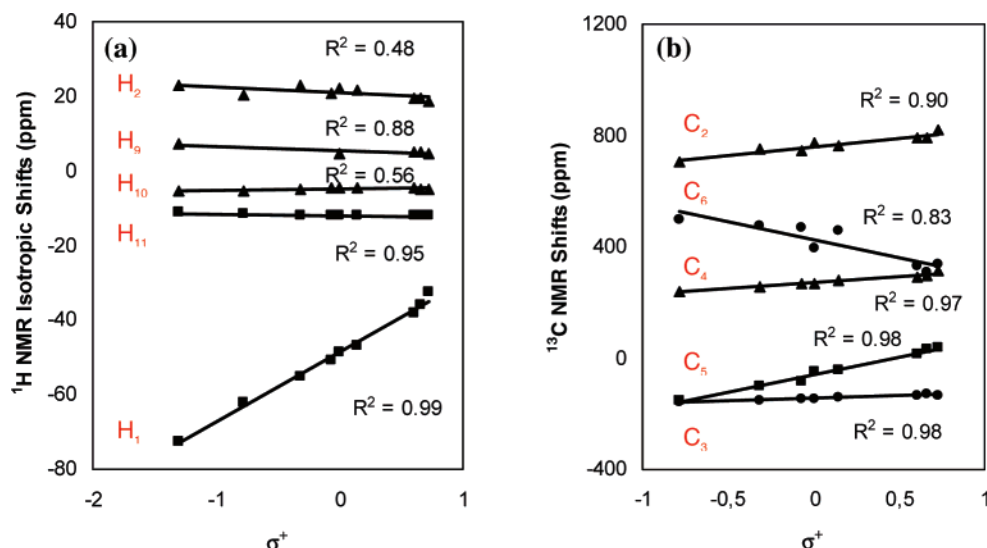 (a)
¹H NMR Isotropic Shifts (ppm)
40
20
0
-20
-40
-60
-80
H₂
H₉
H₁₀
H₁₁
H₁
R² = 0.48
R² = 0.88
R² = 0.56
R² = 0.95
R² = 0.99
-2
-1
0
1
σ⁺
(b)
¹³C NMR Shifts (ppm)
1200
800
400
0
-400
C₂
C₆
C₄
C₅
C₃
R² = 0.90
R² = 0.83
R² = 0.97
R² = 0.98
R² = 0.98
-1
-0,5
0
0,5
1
σ⁺